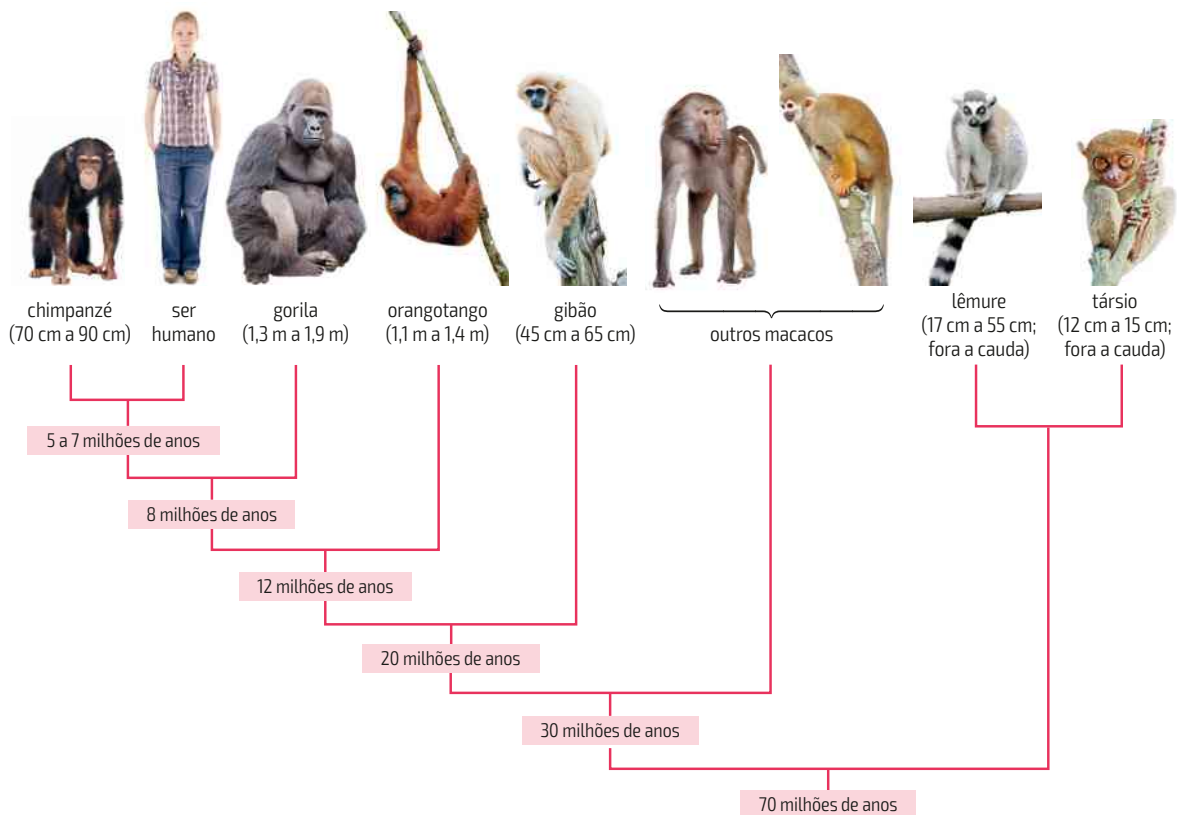 chimpanzé
(70 cm a 90 cm)
ser
humano
gorila
(1,3 m a 1,9 m)
orangotango
(1,1 m a 1,4 m)
gibão
(45 cm a 65 cm)
outros macacos
lêmure
(17 cm a 55 cm;
fora a cauda)
társio
(12 cm a 15 cm;
fora a cauda)
5 a 7 milhões de anos
8 milhões de anos
12 milhões de anos
20 milhões de anos
30 milhões de anos
70 milhões de anos